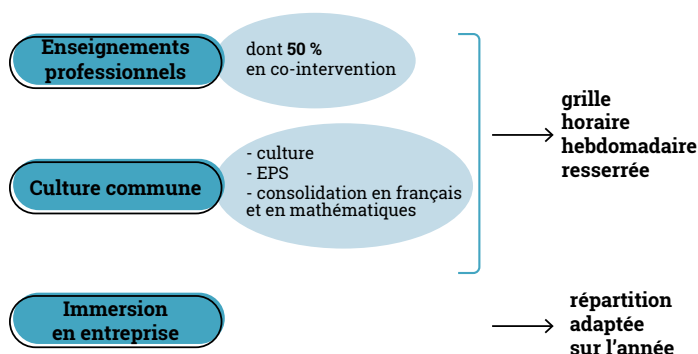 Enseignements
professionnels
dont 50 %
en co-intervention
grille
horaire
hebdomadaire
resserrée
Culture commune
- culture
- EPS
- consolidation en français
et en mathématiques
Immersion
en entreprise
répartition
adaptée
sur l’année